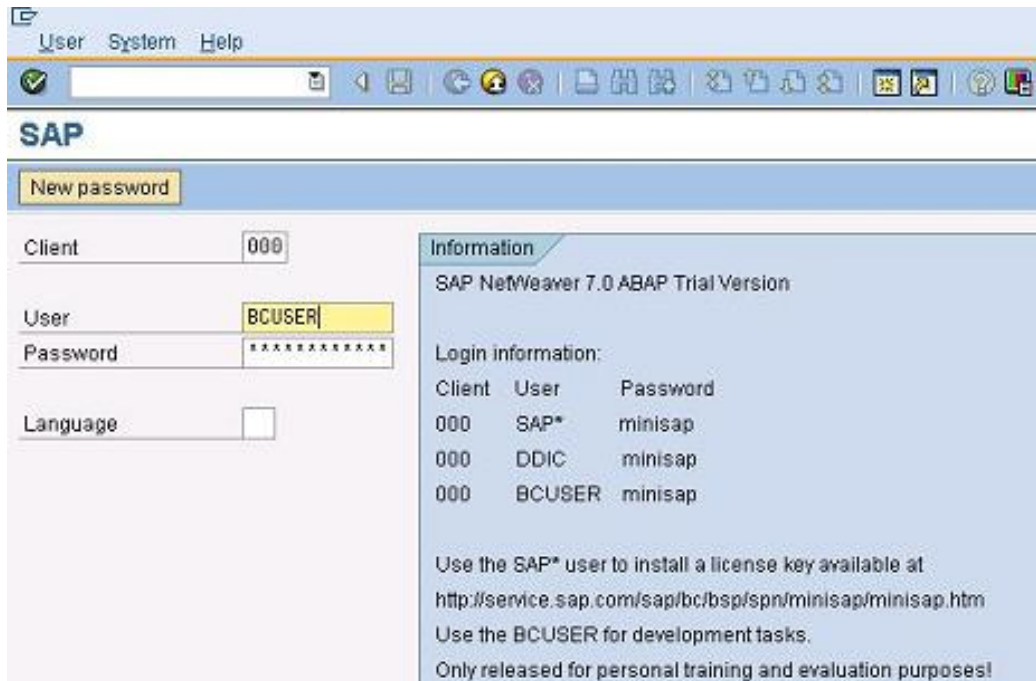 User System Help
SAP
New password
Client 000
User BCUSER
Password ************
Language
Information
SAP NetWeaver 7.0 ABAP Trial Version
Login information:
Client User Password
000 SAP* minisap
000 DDIC minisap
000 BCUSER minisap
Use the SAP* user to install a license key available at
http://service.sap.com/sap/bc/bsp/spn/minisap/minisap.htm
Use the BCUSER for development tasks.
Only released for personal training and evaluation purposes!